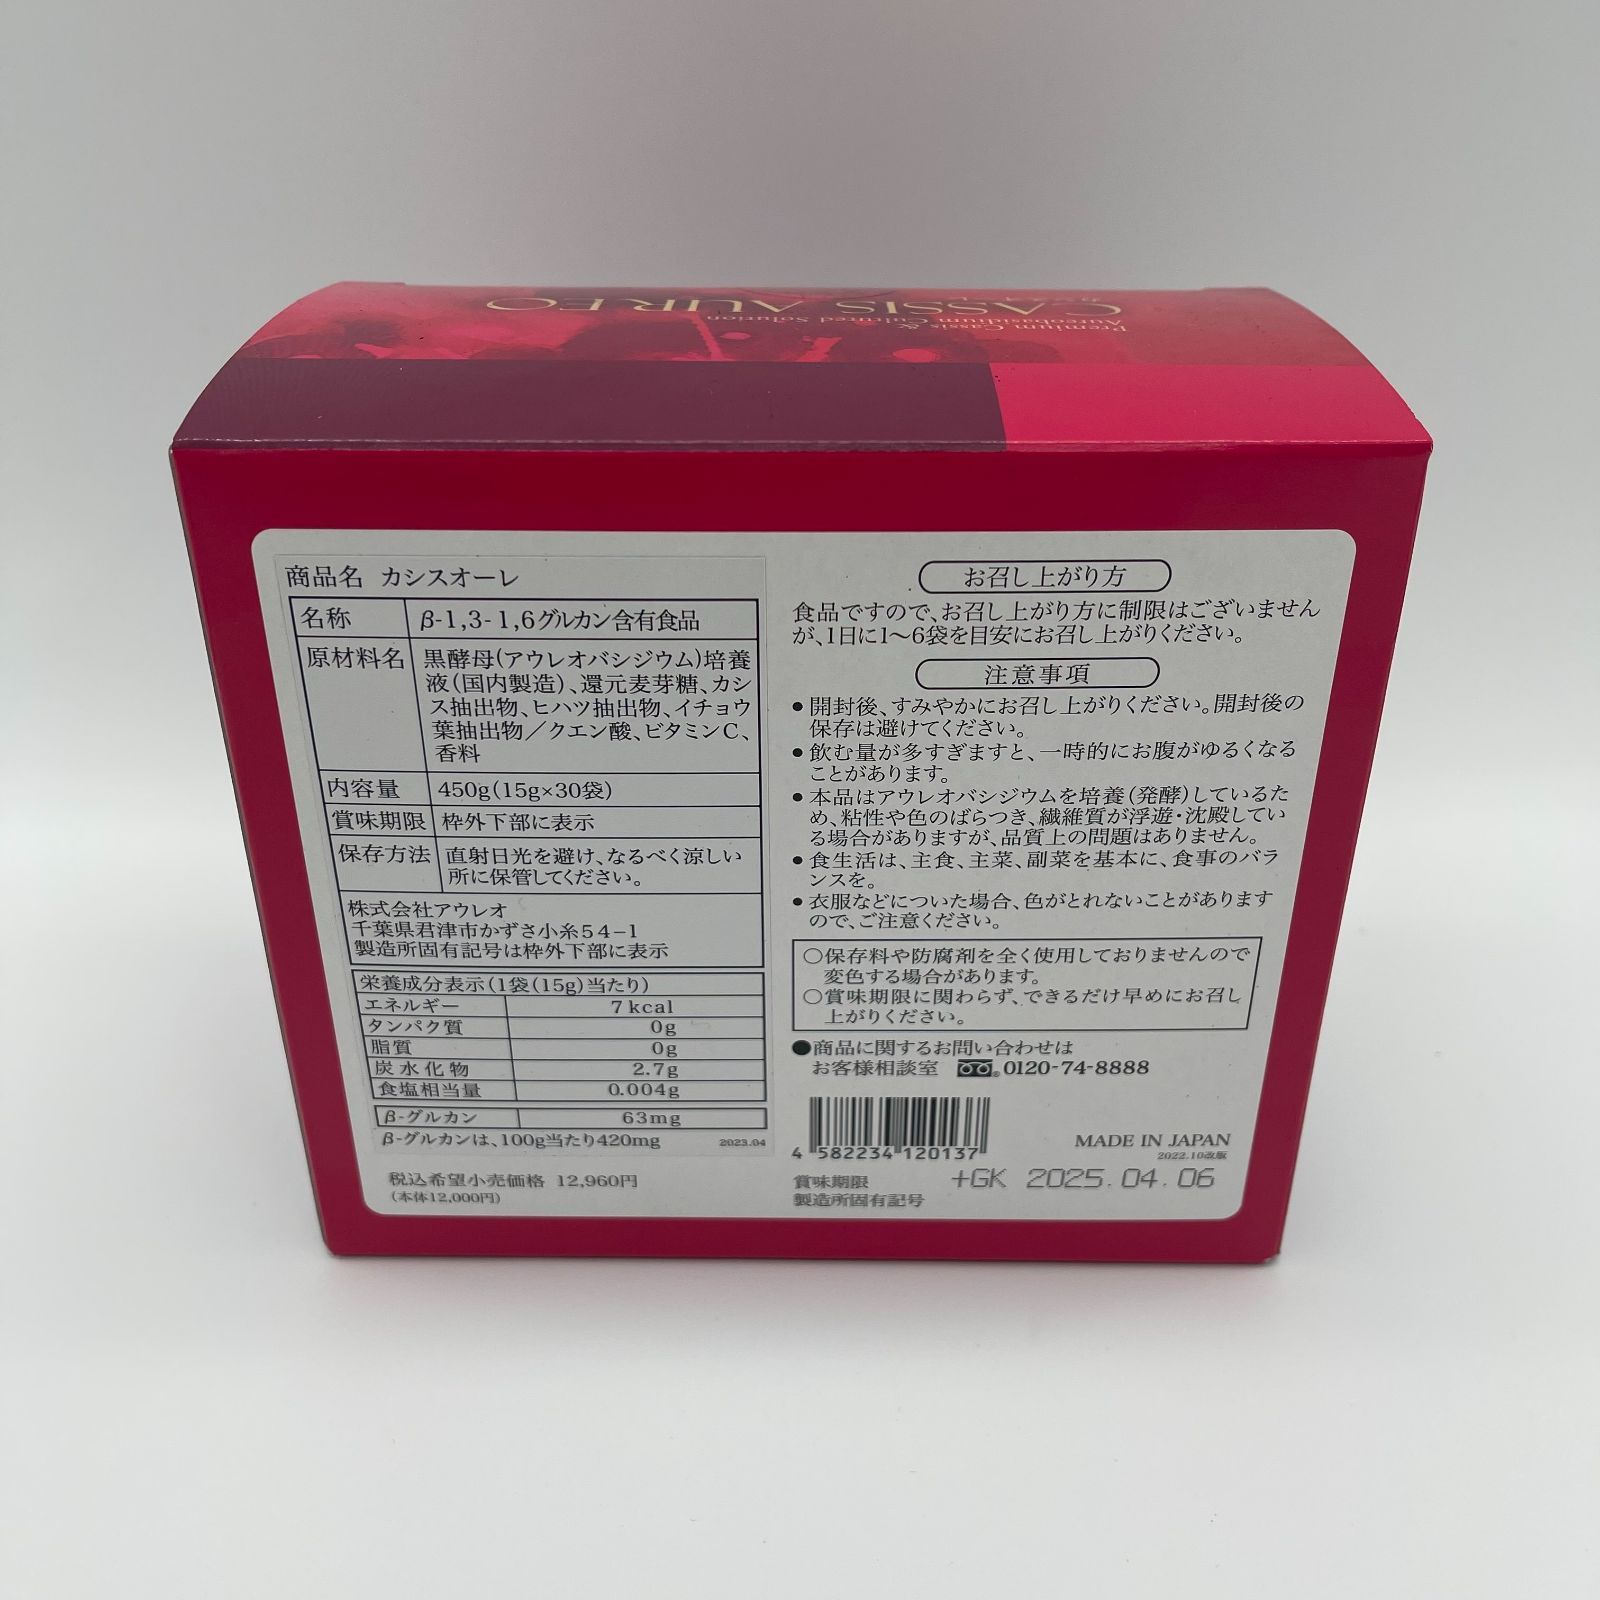 カシスオーレ
CASSIS AUREO
Premium Cassis &
Aureobasidium Cultured Solution
商品名 カシスオーレ
名称 β-1,3-1,6グルカン含有食品
原材料名 黒酵母(アウレオバシジウム)培養
液(国内製造)、還元麦芽糖、カシ
ス抽出物、ヒハツ抽出物、イチョウ
葉抽出物/クエン酸、ビタミンC、
香料
内容量 450g(15g×30袋)
賞味期限 枠外下部に表示
保存方法 直射日光を避け、なるべく涼しい
所に保管してください。
株式会社アウレオ
千葉県君津市かずさ小糸54-1
製造所固有記号は枠外下部に表示
栄養成分表示(1袋(15g)当たり)
エネルギー 7kcal
タンパク質 0g
脂質 0g
炭水化物 2.7g
食塩相当量 0.004g
β-グルカン 63mg
β-グルカンは、100g当たり420mg 2023.04
税込希望小売価格 12,960円
(本体12,000円)
お召し上がり方
食品ですので、お召し上がり方に制限はございません
が、1日に1〜6袋を目安にお召し上がりください。
注意事項
●開封後、すみやかにお召し上がりください。開封後の
保存は避けてください。
●飲む量が多すぎますと、一時的にお腹がゆるくなる
ことがあります。
●本品はアウレオバシジウムを培養(発酵)しているた
め、粘性や色のばらつき、繊維質が浮遊・沈殿してい
る場合がありますが、品質上の問題はありません。
●食生活は、主食、主菜、副菜を基本に、食事のバラ
ンスを。
●衣服などについた場合、色がとれないことがあります
ので、ご注意ください。
○保存料や防腐剤を全く使用しておりませんので
変色する場合があります。
○賞味期限に関わらず、できるだけ早めにお召し
上がりください。
●商品に関するお問い合わせは
お客様相談室 0120-74-8888
4 582234 120137
MADE IN JAPAN
2022.10改版
賞味期限 +GK 2025.04.06
製造所固有記号